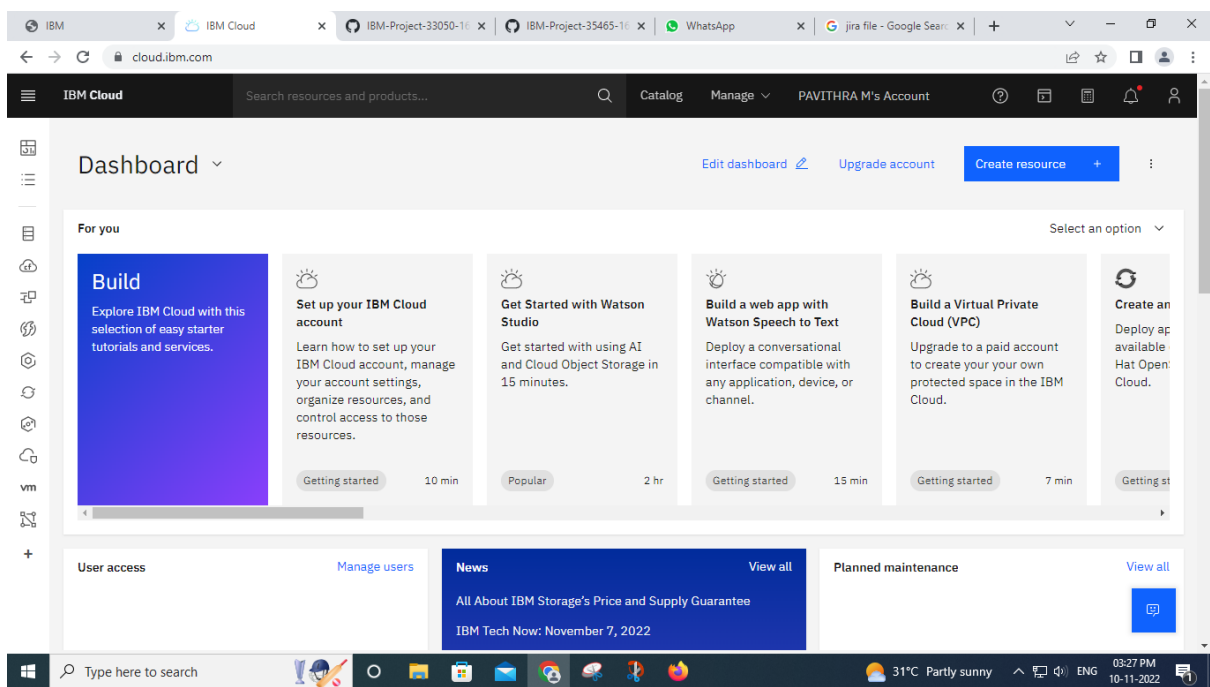 IBM
IBM Cloud
IBM-Project-33050-16
IBM-Project-35465-16
WhatsApp
jira file - Google Searc
cloud.ibm.com
IBM Cloud
Search resources and products...
Catalog
Manage
PAVITHRA M's Account
Dashboard
Edit dashboard
Upgrade account
Create resource +
For you
Select an option
Build
Explore IBM Cloud with this
selection of easy starter
tutorials and services.
Set up your IBM Cloud
account
Learn how to set up your
IBM Cloud account, manage
your account settings,
organize resources, and
control access to those
resources.
Getting started 10 min
Get Started with Watson
Studio
Get started with using AI
and Cloud Object Storage in
15 minutes.
Popular 2 hr
Build a web app with
Watson Speech to Text
Deploy a conversational
interface compatible with
any application, device, or
channel.
Getting started 15 min
Build a Virtual Private
Cloud (VPC)
Upgrade to a paid account
to create your your own
protected space in the IBM
Cloud.
Getting started 7 min
Create an
Deploy ap
available
Hat Open
Cloud.
Getting st
vm
User access
Manage users
News
View all
All About IBM Storage's Price and Supply Guarantee
IBM Tech Now: November 7, 2022
Planned maintenance
View all
Type here to search
31°C Partly sunny
ENG
03:27 PM
10-11-2022
1